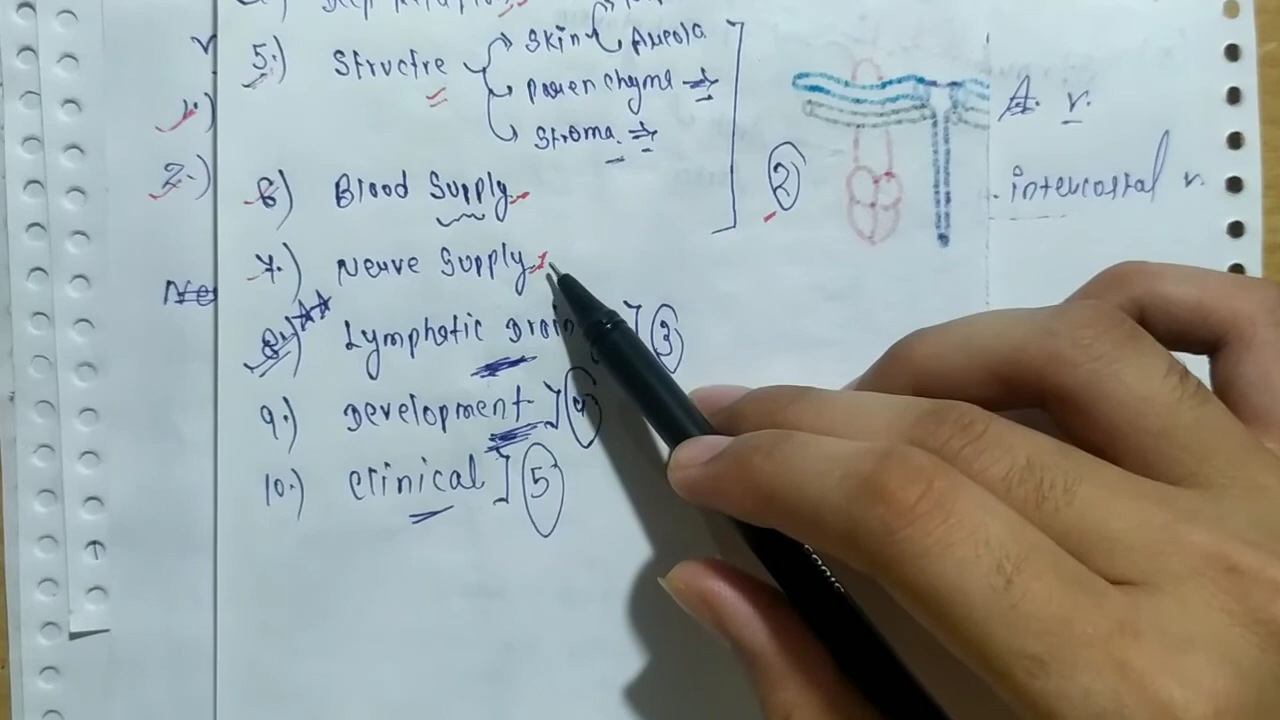 5.) Structre
Skin
Areola
parenchyma
Stroma
6) Blood Supply
7.) Nerve Supply
8.) Lymphatic Drain
9.) Development
10.) Clinical
2
3
4
5
A. v.
intercostal v.